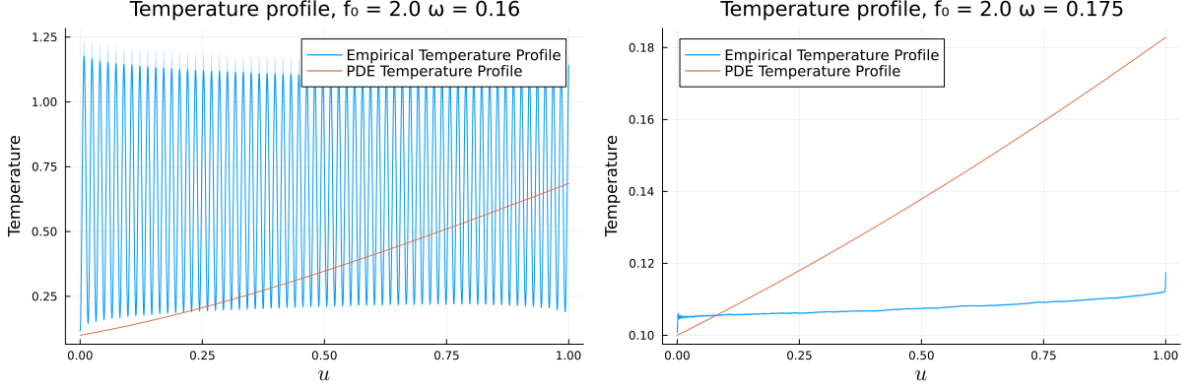 Temperature profile, f₀ = 2.0 ω = 0.16
Temperature
1.25
1.00
0.75
0.50
0.25
Empirical Temperature Profile
PDE Temperature Profile
0.00
0.25
0.50
0.75
1.00
u
Temperature profile, f₀ = 2.0 ω = 0.175
Temperature
0.18
0.16
0.14
0.12
0.10
Empirical Temperature Profile
PDE Temperature Profile
0.00
0.25
0.50
0.75
1.00
u